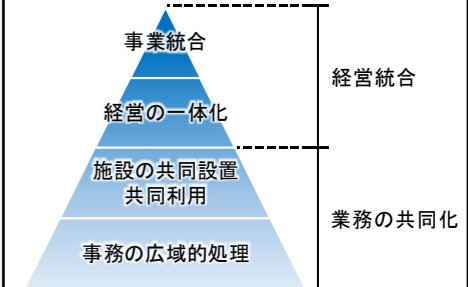 事業統合
経営の一体化
施設の共同設置
共同利用
事務の広域的処理
経営統合
業務の共同化